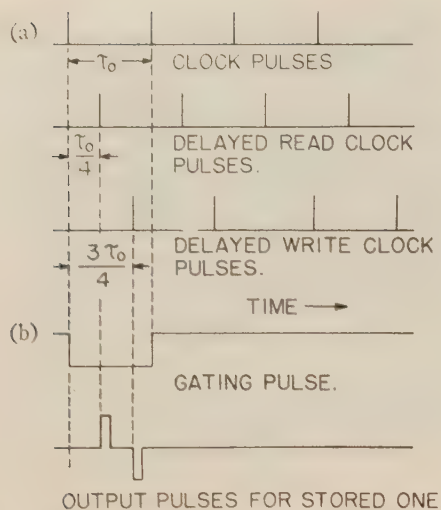 (a)
τ₀
CLOCK PULSES
τ₀/4
DELAYED READ CLOCK
PULSES.
DELAYED WRITE CLOCK
PULSES.
3τ₀/4
TIME
(b)
GATING PULSE.
OUTPUT PULSES FOR STORED ONE